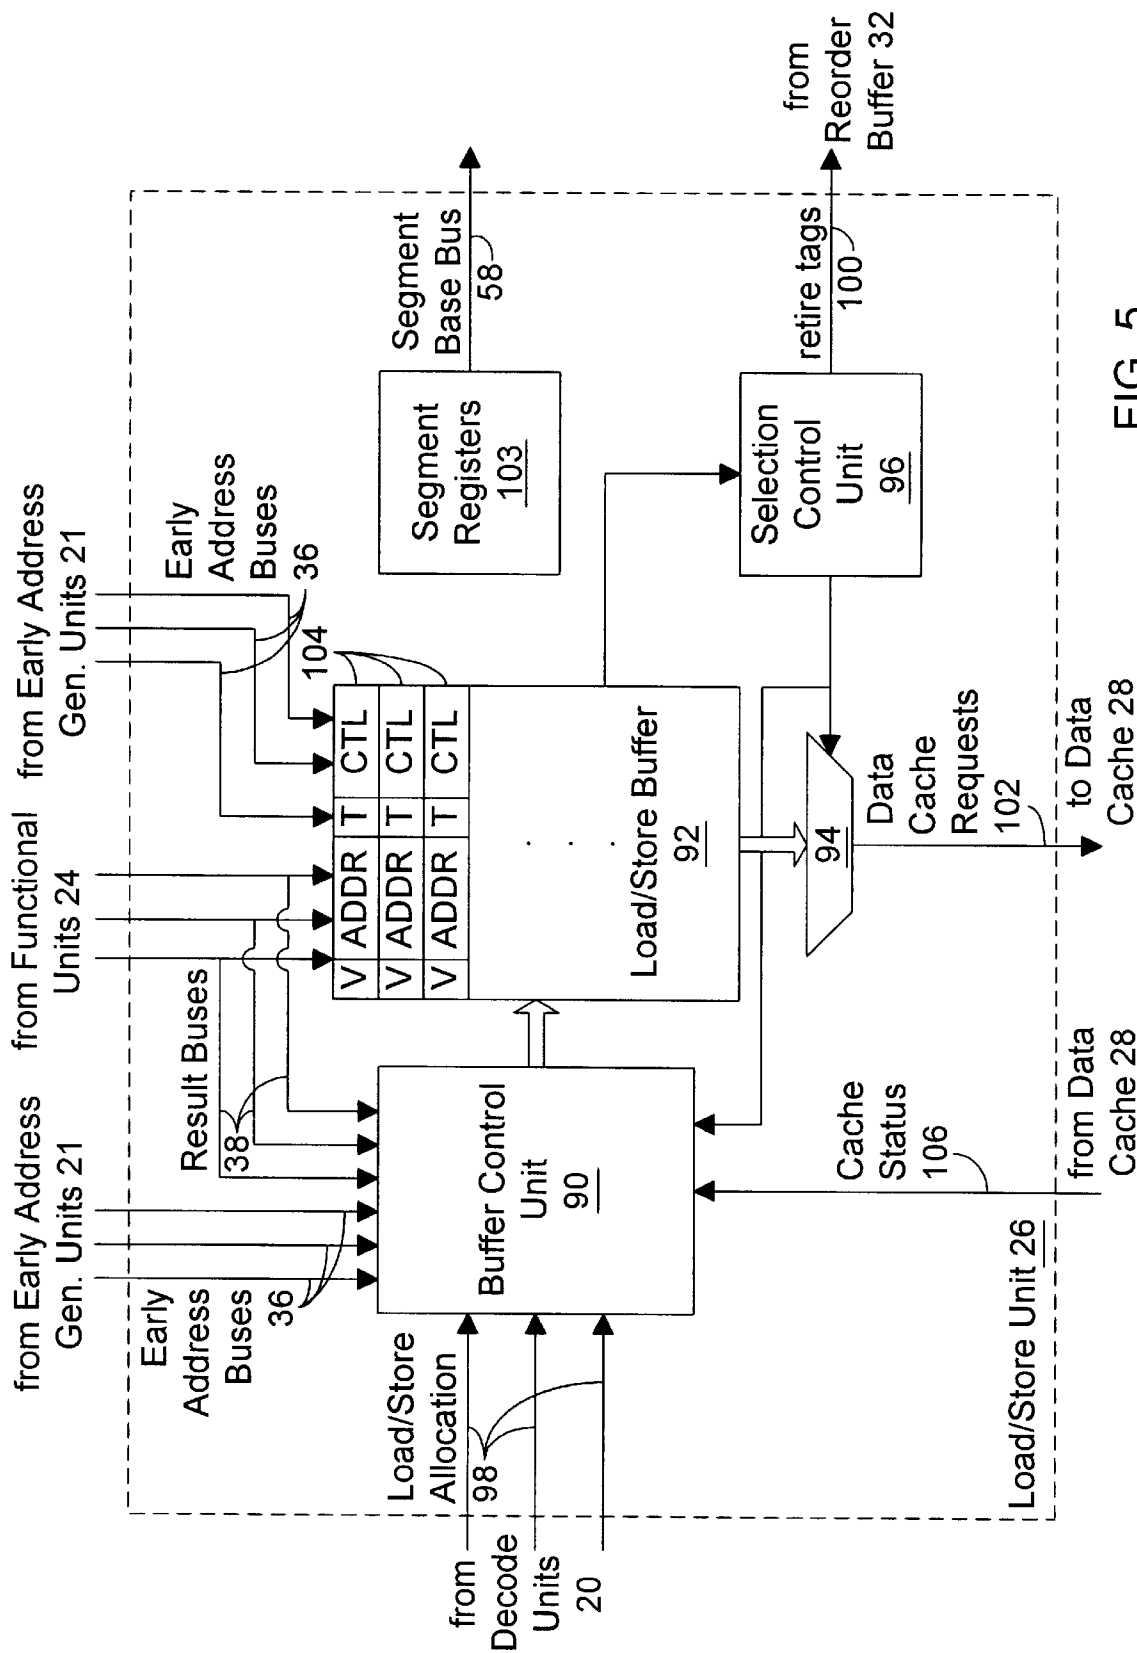 from Early Address
Gen. Units 21
from Functional
Units 24
from Early Address
Gen. Units 21
Early
Address
Buses
36
Result Buses
38
Early
Address
Buses
36
104
V ADDR T CTL
V ADDR T CTL
V ADDR T CTL
. . .
Load/Store Buffer
92
Segment
Registers
103
Segment
Base Bus
58
from
Decode
Units
20
Load/Store
Allocation
98
Buffer Control
Unit
90
Selection
Control
Unit
96
retire tags
100
from
Reorder
Buffer 32
94
Data
Cache
Requests
102
Cache
Status
106
Load/Store Unit 26
from Data
Cache 28
to Data
Cache 28
FIG. 5